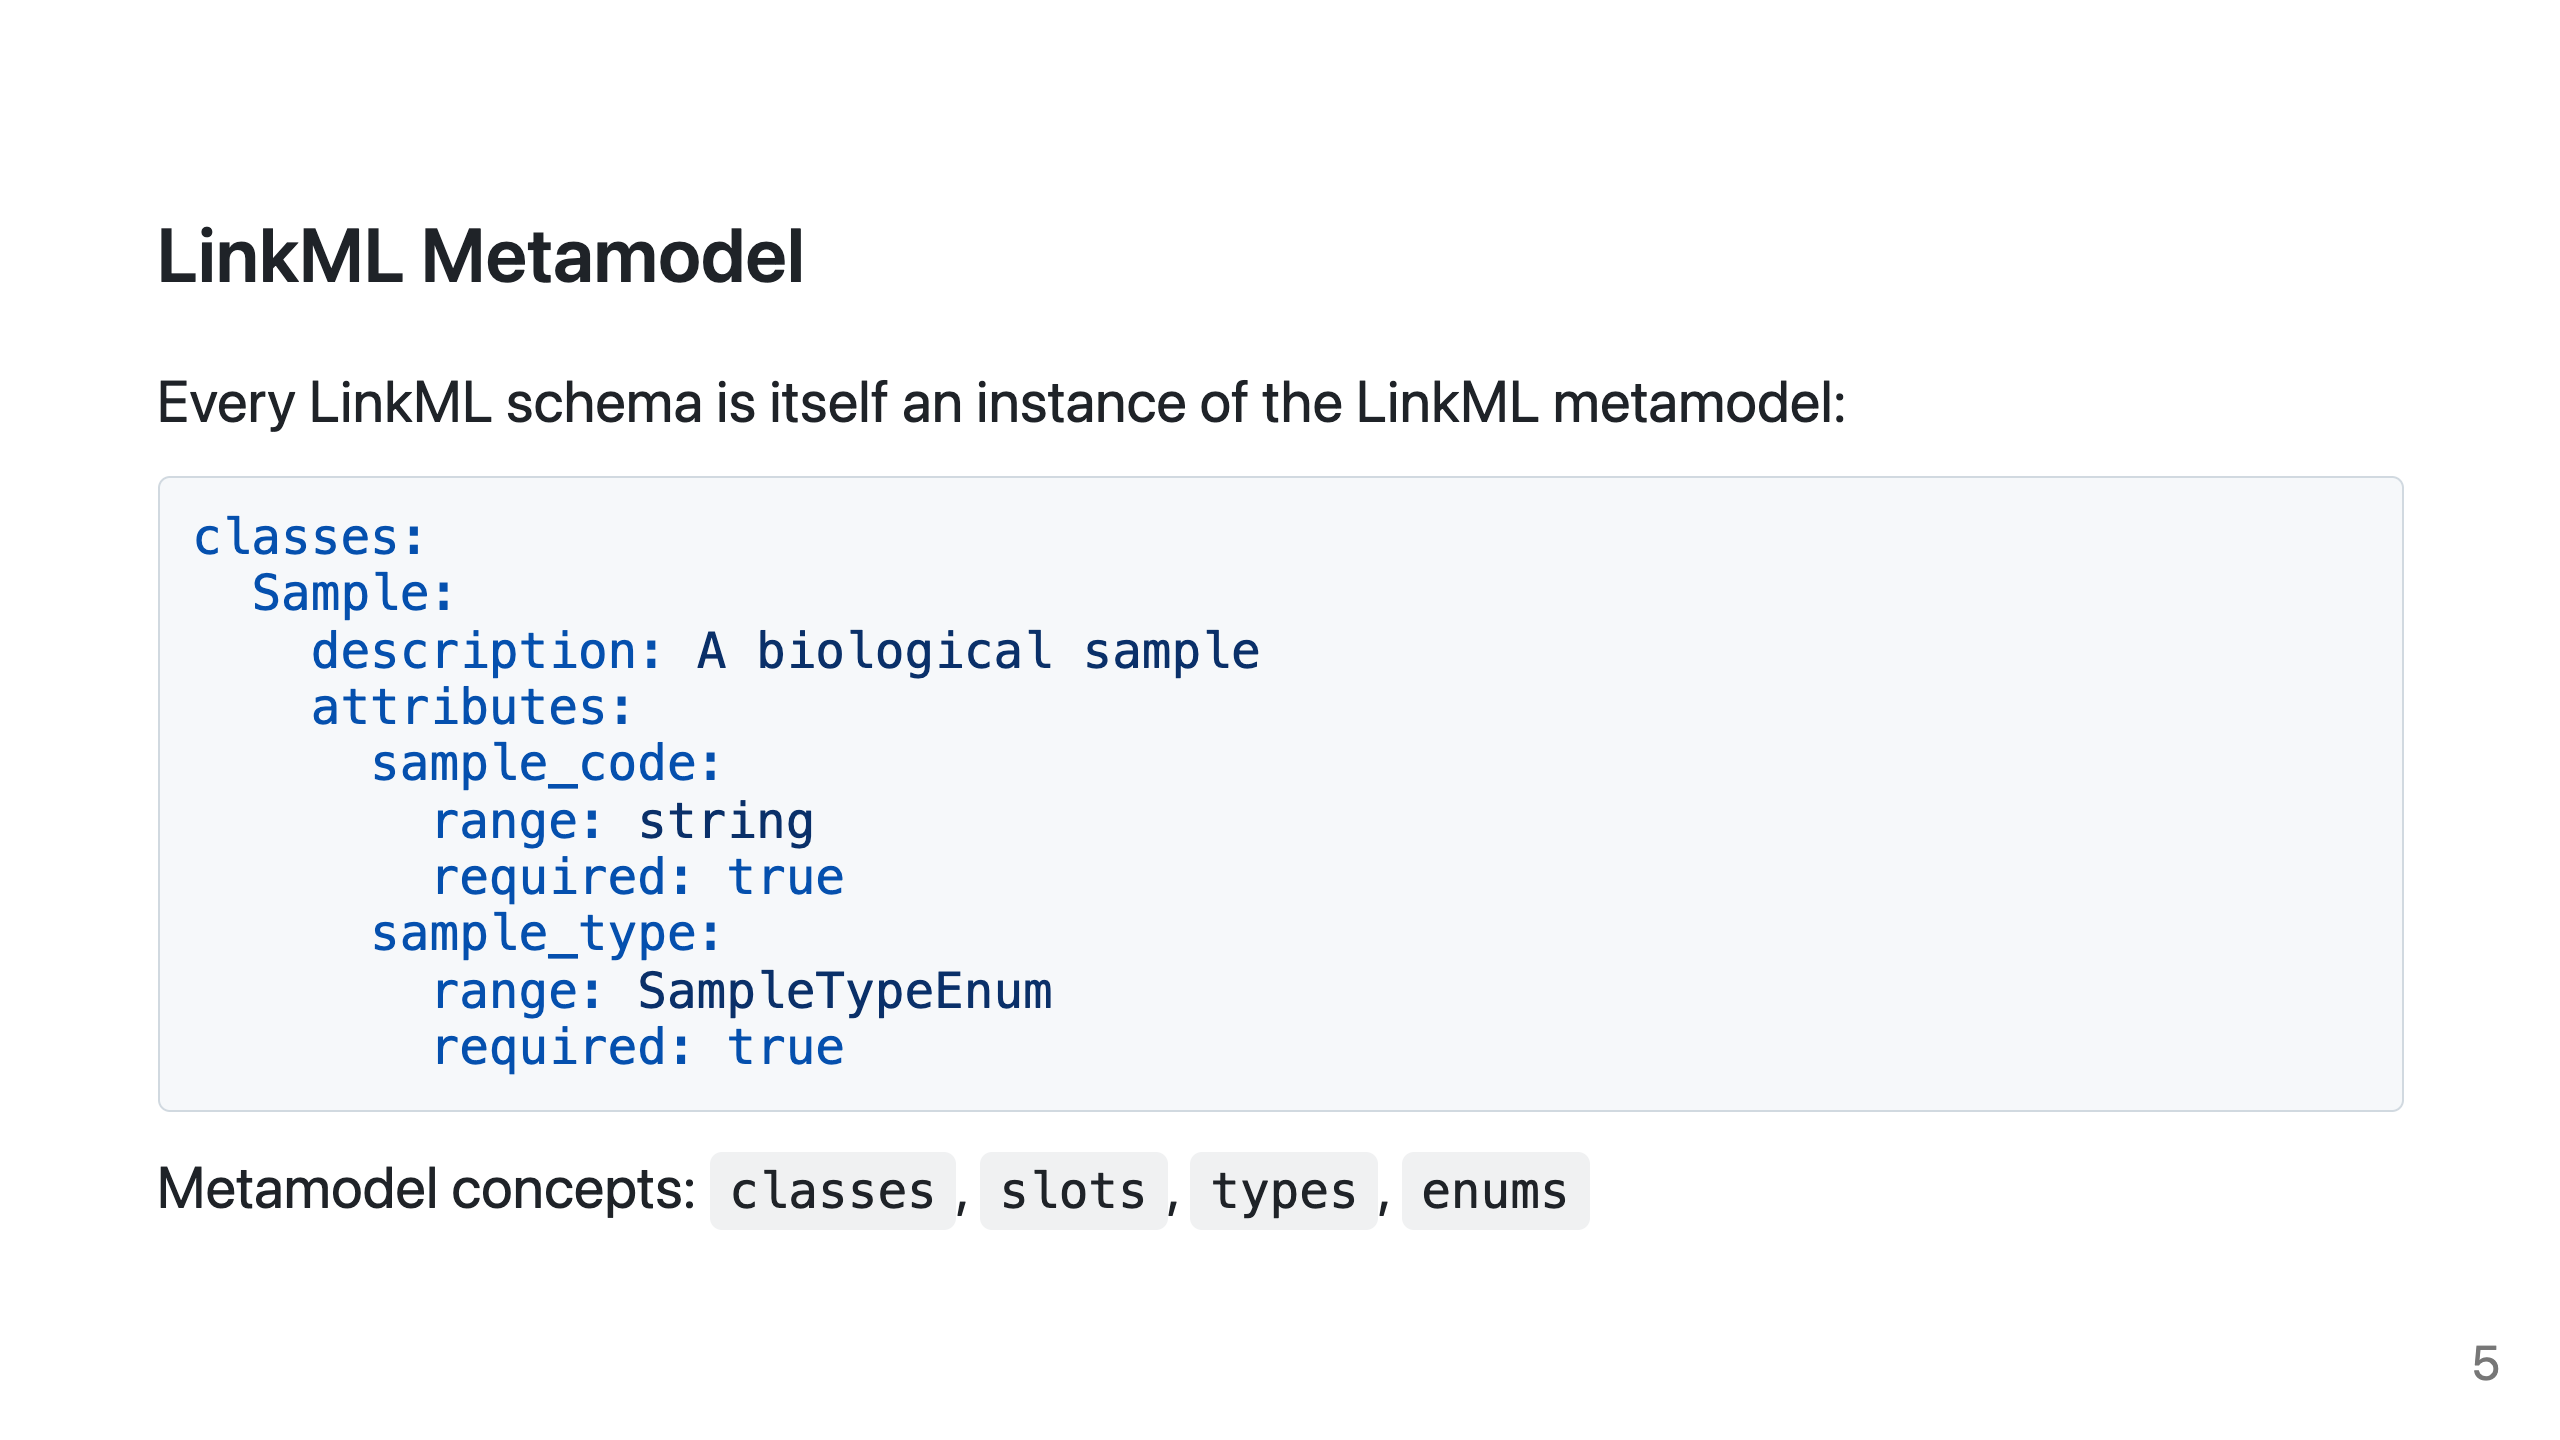 LinkML Metamodel
Every LinkML schema is itself an instance of the LinkML metamodel:
classes:
  Sample:
    description: A biological sample
    attributes:
      sample_code:
        range: string
        required: true
      sample_type:
        range: SampleTypeEnum
        required: true
Metamodel concepts: classes, slots, types, enums
5